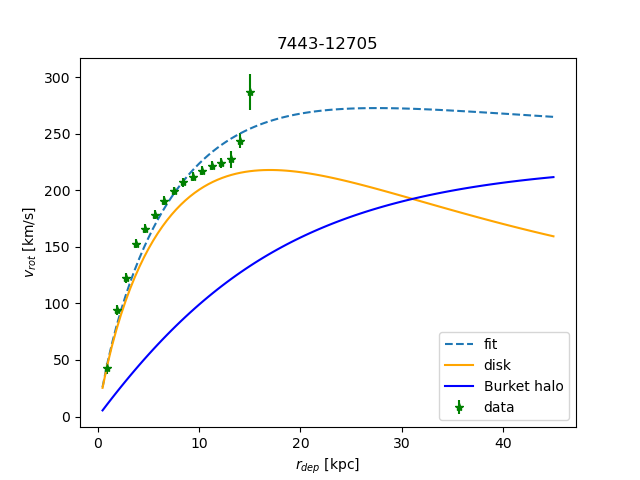 7443-12705
300
250
200
150
100
50
0
v_rot [km/s]
0 10 20 30 40
r_dep [kpc]
fit
disk
Burket halo
data